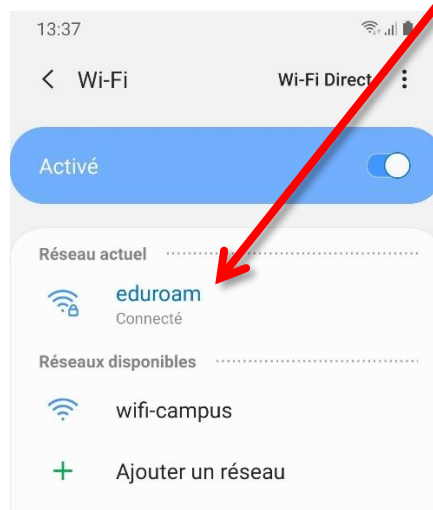 13:37
Wi-Fi Wi-Fi Direct
Activé
Réseau actuel
eduroam
Connecté
Réseaux disponibles
wifi-campus
Ajouter un réseau